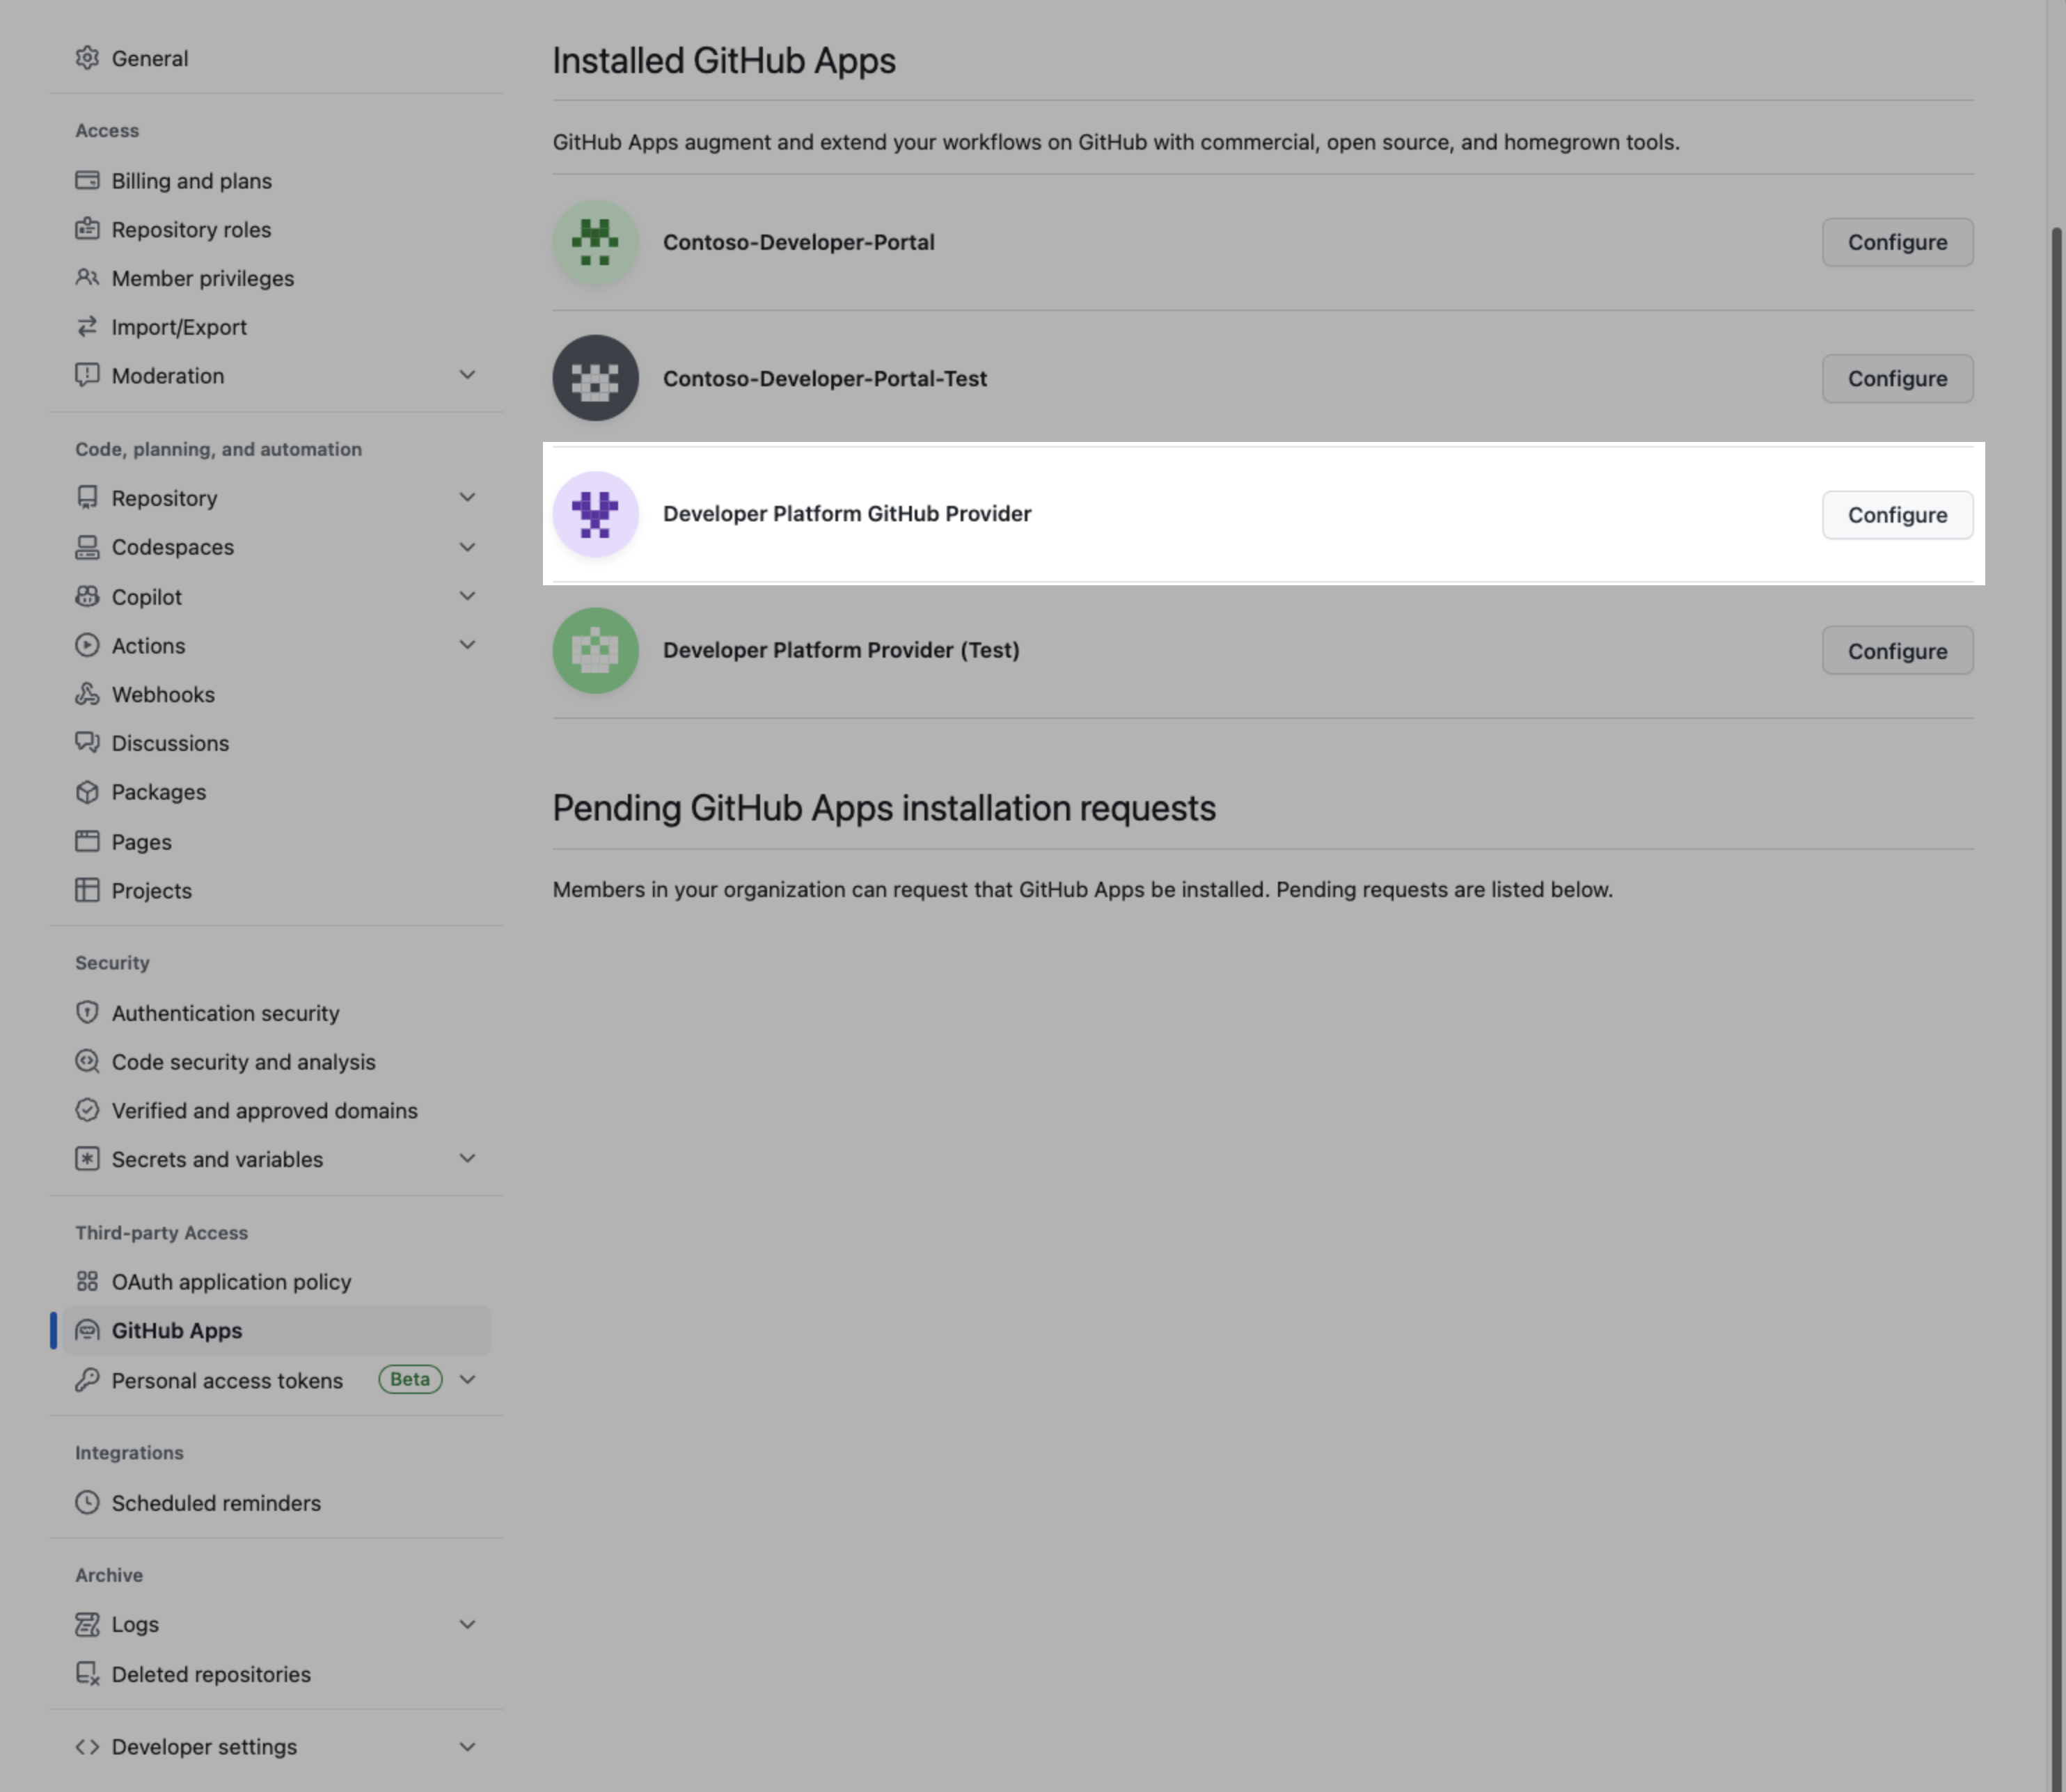 General
Access
Billing and plans
Repository roles
Member privileges
Import/Export
Moderation
Code, planning, and automation
Repository
Codespaces
Copilot
Actions
Webhooks
Discussions
Packages
Pages
Projects
Security
Authentication security
Code security and analysis
Verified and approved domains
Secrets and variables
Third-party Access
OAuth application policy
GitHub Apps
Personal access tokens Beta
Integrations
Scheduled reminders
Archive
Logs
Deleted repositories
Developer settings
Installed GitHub Apps
GitHub Apps augment and extend your workflows on GitHub with commercial, open source, and homegrown tools.
Contoso-Developer-Portal Configure
Contoso-Developer-Portal-Test Configure
Developer Platform GitHub Provider Configure
Developer Platform Provider (Test) Configure
Pending GitHub Apps installation requests
Members in your organization can request that GitHub Apps be installed. Pending requests are listed below.